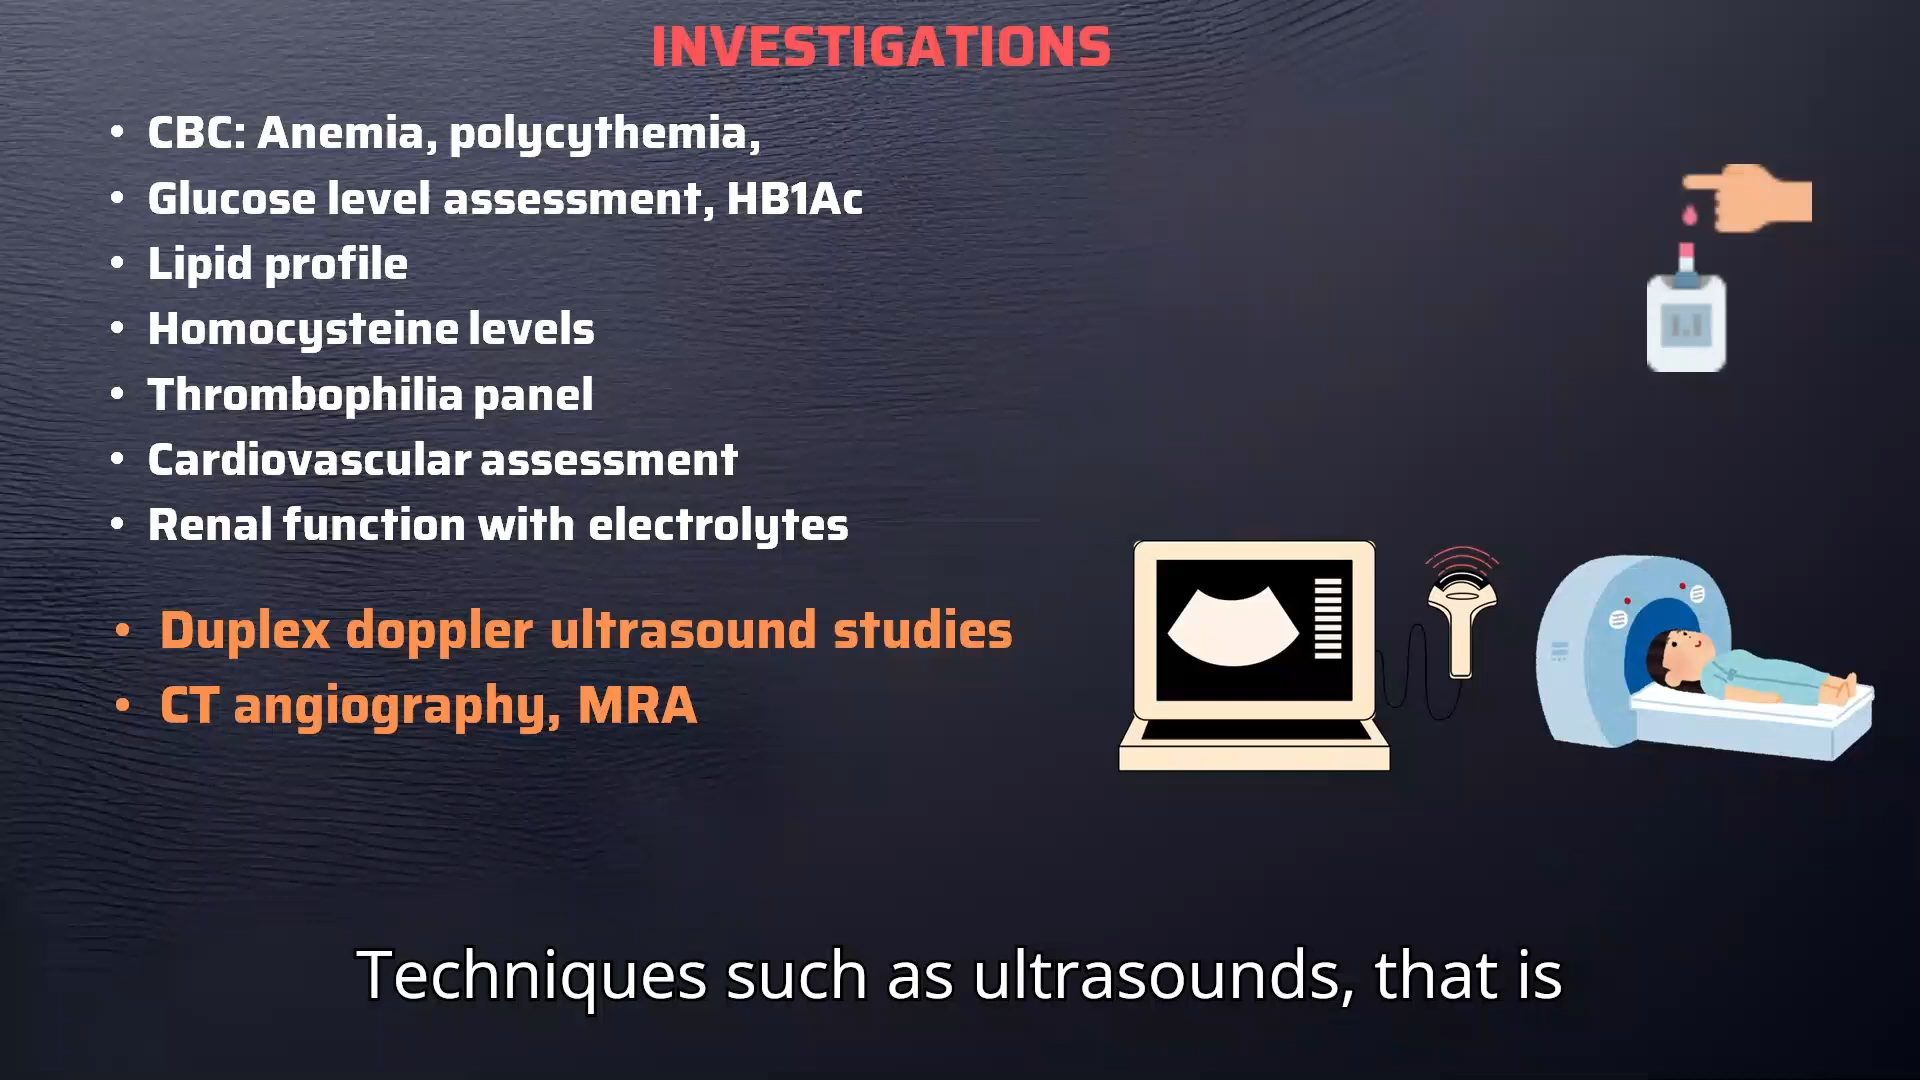 INVESTIGATIONS
• CBC: Anemia, polycythemia,
• Glucose level assessment, HB1Ac
• Lipid profile
• Homocysteine levels
• Thrombophilia panel
• Cardiovascular assessment
• Renal function with electrolytes
• Duplex doppler ultrasound studies
• CT angiography, MRA
Techniques such as ultrasounds, that is